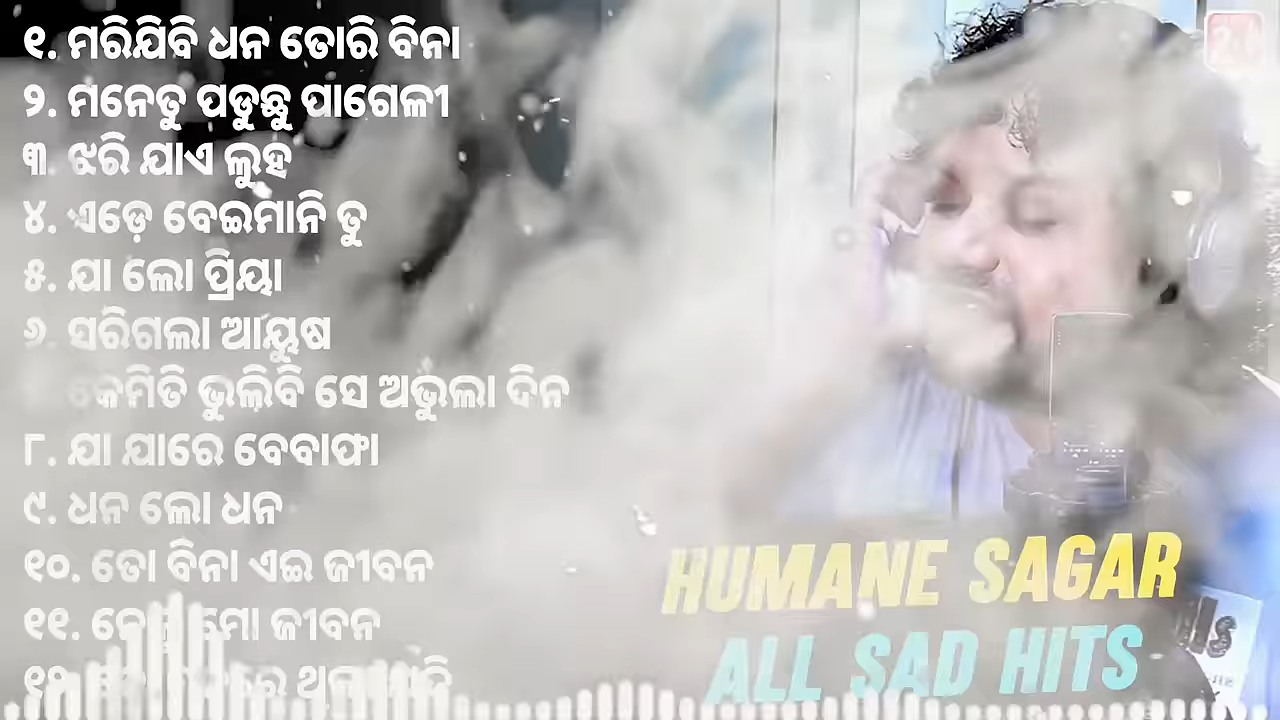 ୧. ମରିଯିବି ଧନ ତୋରି ବିନା
୨. ମନେତୁ ପଡୁଛୁ ପାଗେଳୀ
୩. ଝରି ଯାଏ ଲୁହ
୪. ଏଡ଼େ ବେଇମାନି ତୁ
୫. ଯା ଲୋ ପ୍ରିୟା
୬. ସରିଗଲା ଆୟୁଷ
କେମିତି ଭୁଲିବି ସେ ଅଭୁଲା ଦିନ
୮. ଯା ଯାରେ ବେବାଫା
୯. ଧନ ଲୋ ଧନ
୧୦. ତୋ ବିନା ଏଇ ଜୀବନ
୧୧. ମୋ ଜୀବନ
HUMANE SAGAR
ALL SAD HITS